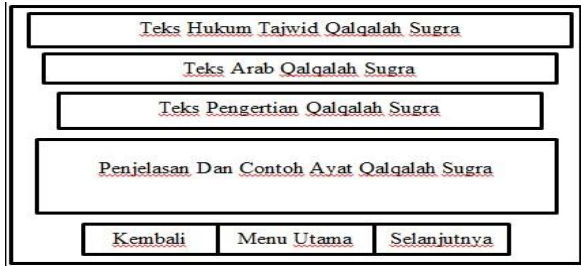 Teks Hukum Tajwid Qalqalah Sugra
Teks Arab Qalqalah Sugra
Teks Pengertian Qalqalah Sugra
Penjelasan Dan Contoh Ayat Qalqalah Sugra
Kembali Menu Utama Selanjutnya